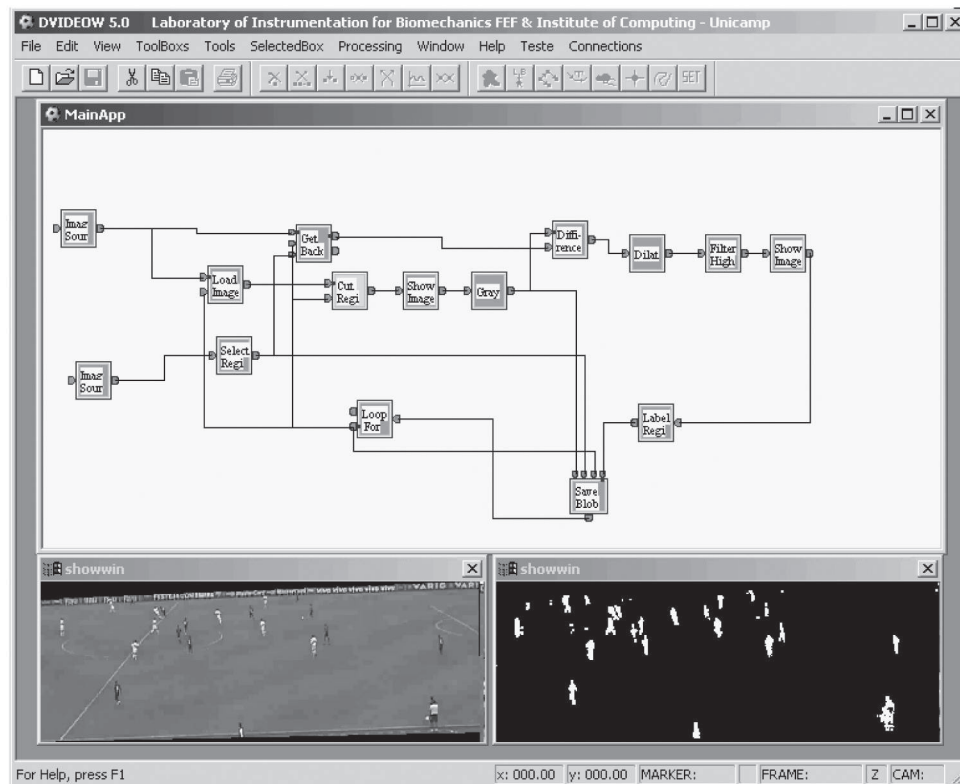 DVIDEOW 5.0 Laboratory of Instrumentation for Biomechanics FEF & Institute of Computing - Unicamp
File Edit View ToolBoxs Tools SelectedBox Processing Window Help Teste Connections
SET
MainApp
Imag
Sour
Get
Back
Diffi-
rence
Dilat
Filter
High
Show
Image
Load
Image
Cut
Regi
Show
Image
Gray
Select
Regi
Imag
Sour
Loop
For
Label
Regi
Save
Blob
showwin
showwin
VARIG VARI
For Help, press F1
x: 000.00 y: 000.00 MARKER: FRAME: Z CAM: